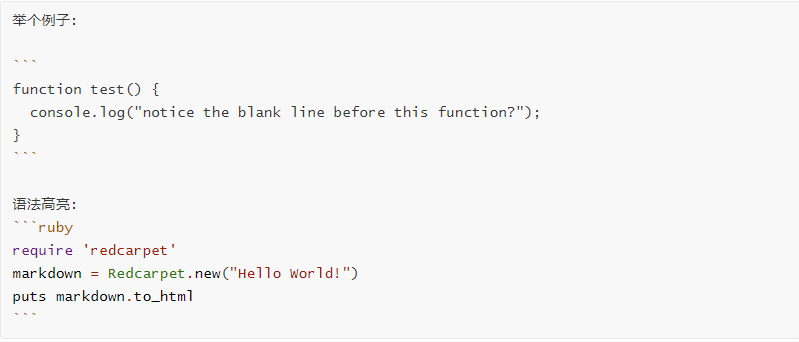 举个例子:

```
function test() {
  console.log("notice the blank line before this function?");
}
```

语法高亮:
```ruby
require 'redcarpet'
markdown = Redcarpet.new("Hello World!")
puts markdown.to_html
```